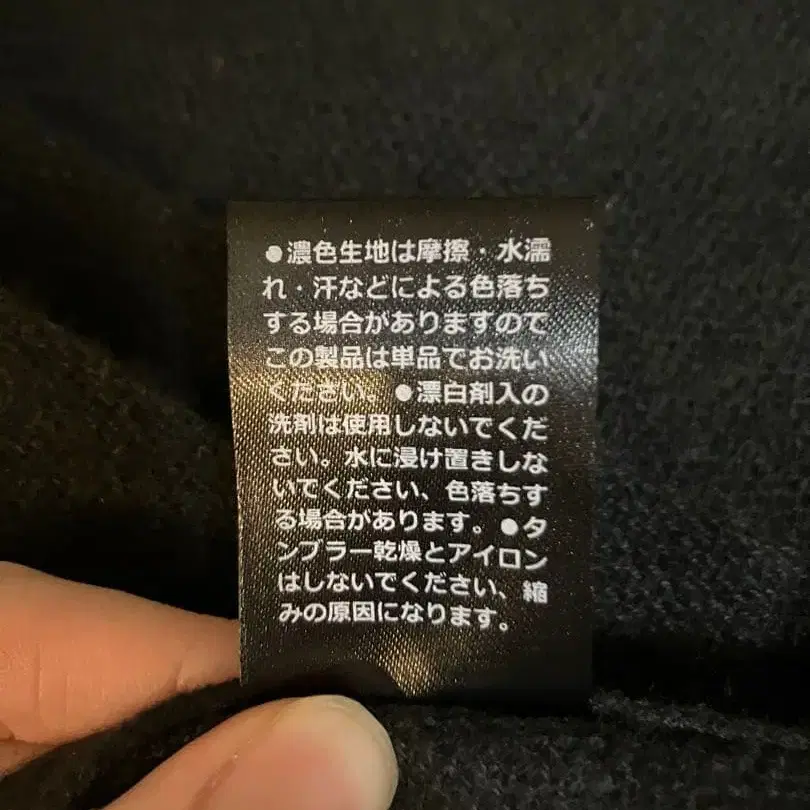 ●濃色生地は摩擦・水濡
れ・汗などによる色落ち
する場合がありますので
この製品は単品でお洗い
ください。●漂白剤入の
洗剤は使用しないでくだ
さい。水に浸け置きしな
いでください、色落ちす
る場合があります。●タ
ンブラー乾燥とアイロン
はしないでください、縮
みの原因になります。